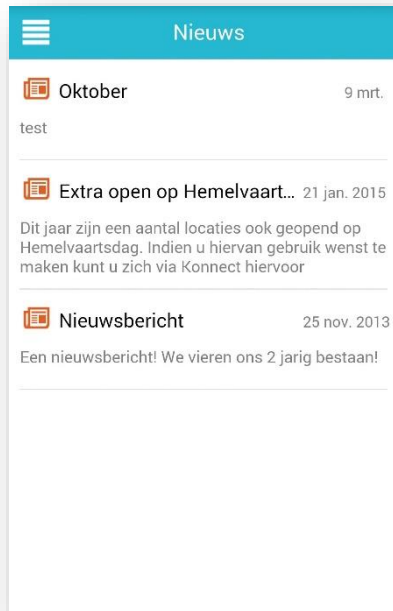 Nieuws
Oktober 9 mrt.
test
Extra open op Hemelvaart... 21 jan. 2015
Dit jaar zijn een aantal locaties ook geopend op
Hemelvaartsdag. Indien u hiervan gebruik wenst te
maken kunt u zich via Konnect hiervoor
Nieuwsbericht 25 nov. 2013
Een nieuwsbericht! We vieren ons 2 jarig bestaan!